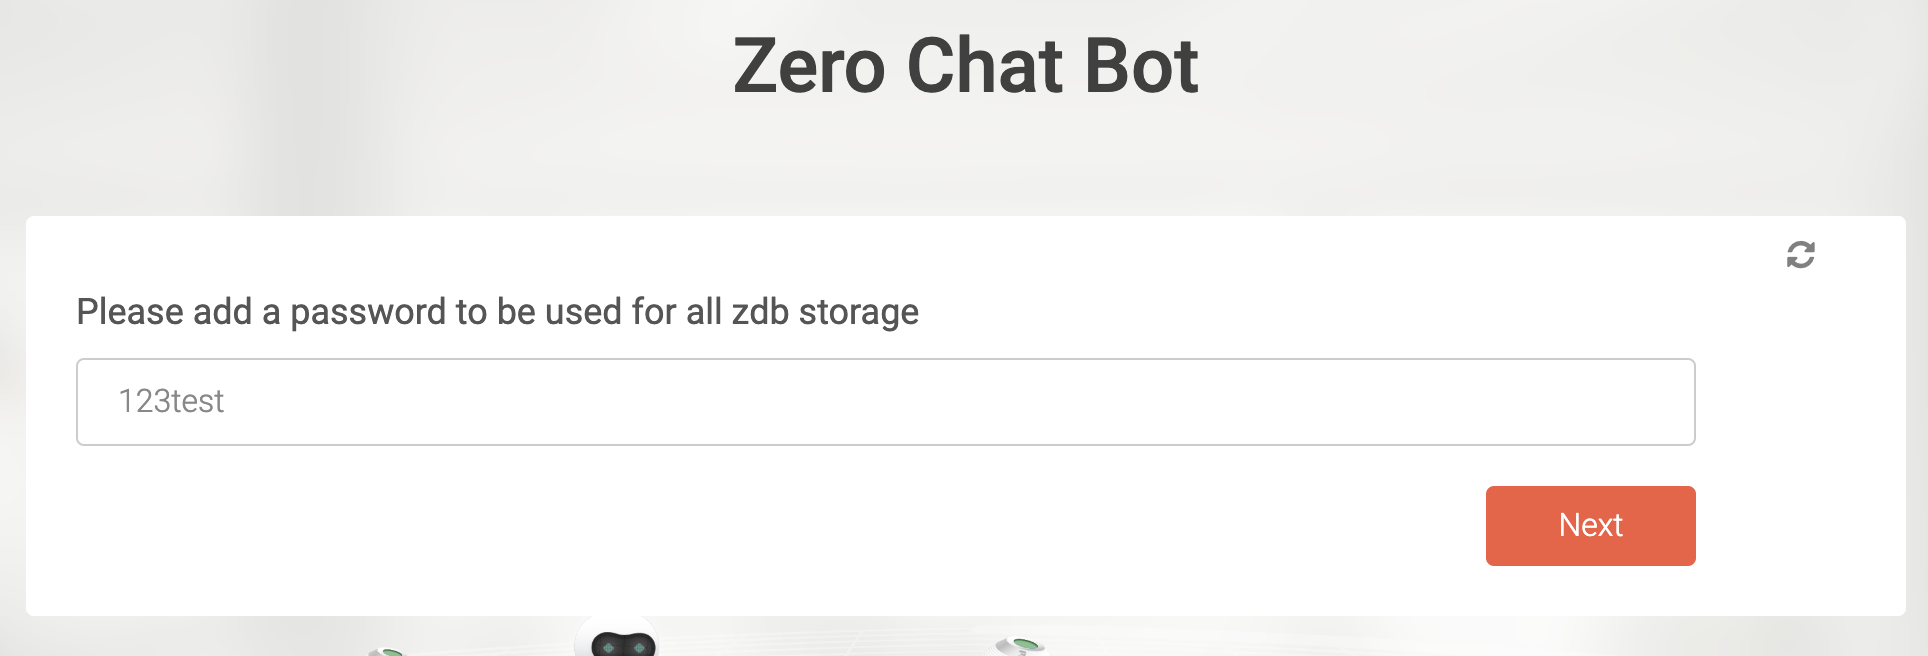 Zero Chat Bot
Please add a password to be used for all zdb storage
123test
Next